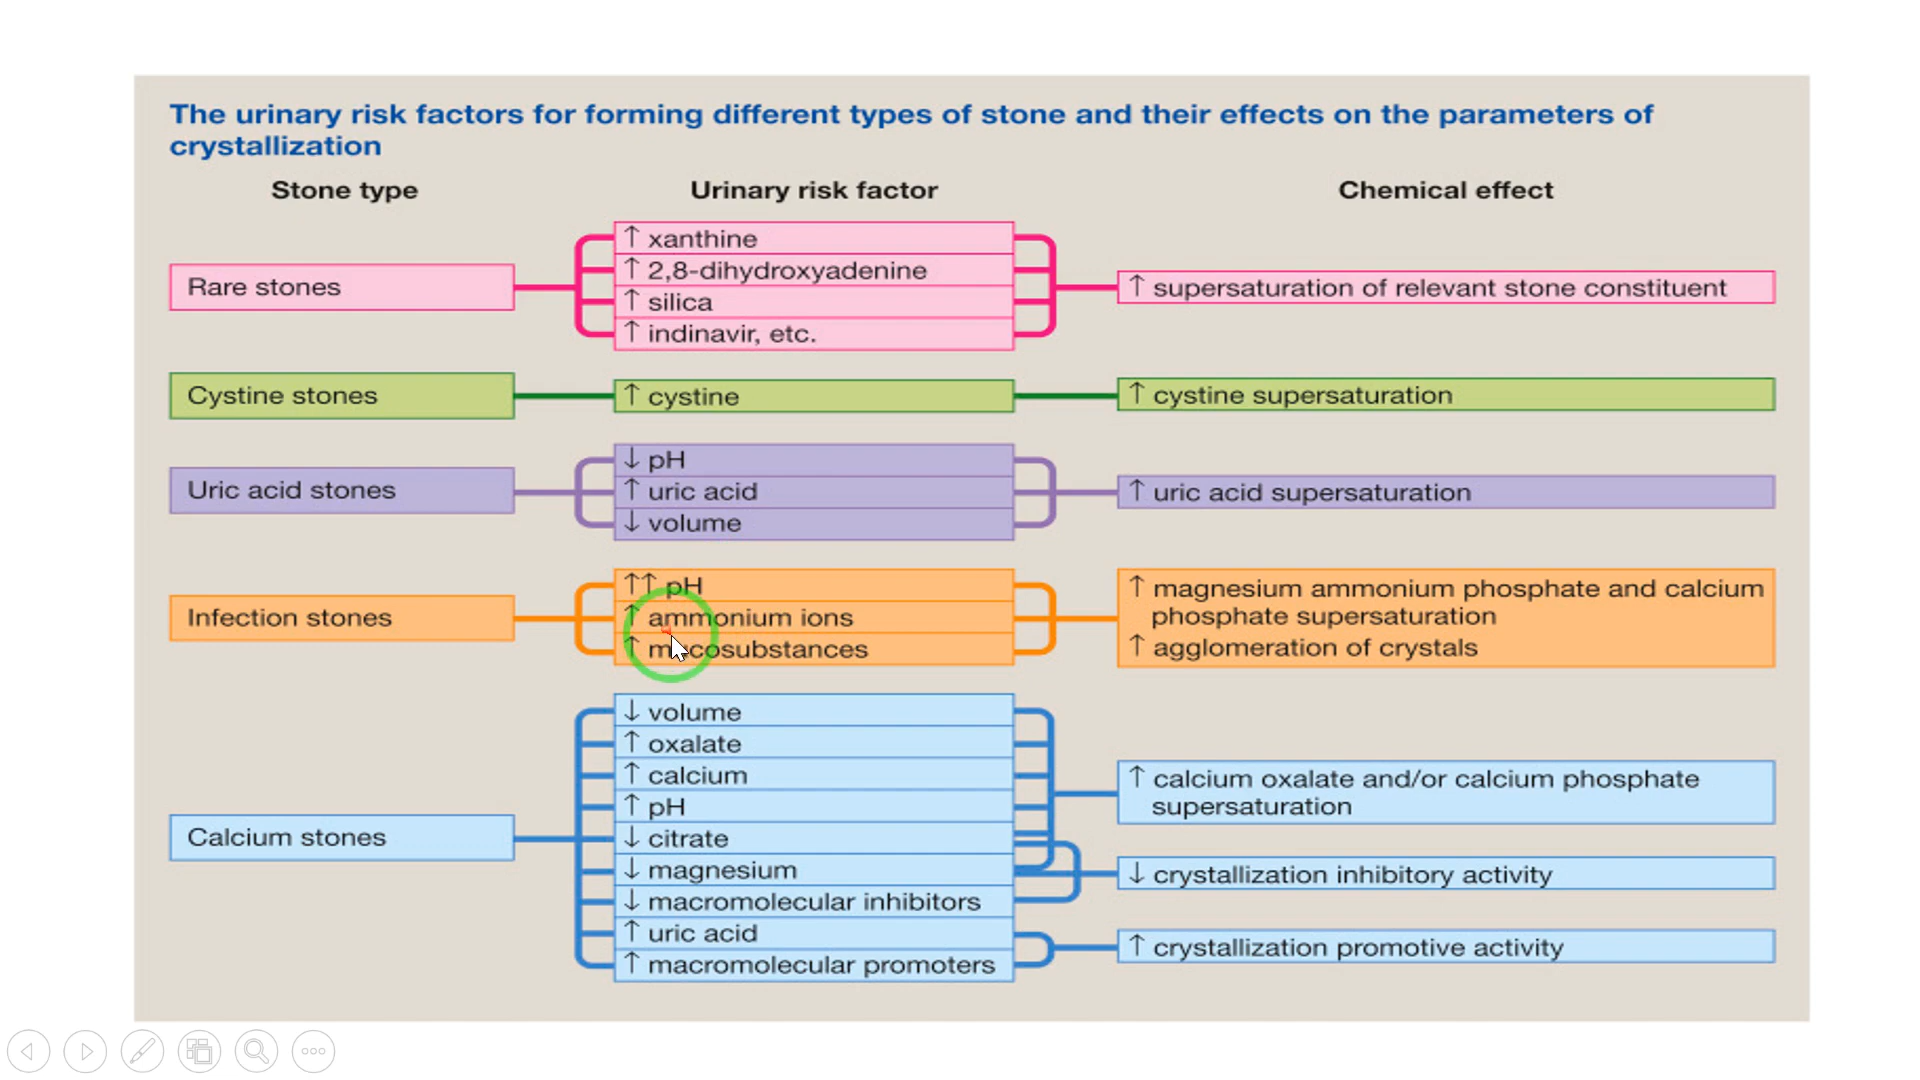 The urinary risk factors for forming different types of stone and their effects on the parameters of
crystallization
Stone type
Urinary risk factor
Chemical effect
Rare stones
↑ xanthine
↑ 2,8-dihydroxyadenine
↑ silica
↑ indinavir, etc.
↑ supersaturation of relevant stone constituent
Cystine stones
↑ cystine
↑ cystine supersaturation
Uric acid stones
↓ pH
↑ uric acid
↓ volume
↑ uric acid supersaturation
Infection stones
↑↑ pH
↑ ammonium ions
↑ mucosubstances
↑ magnesium ammonium phosphate and calcium
phosphate supersaturation
↑ agglomeration of crystals
Calcium stones
↓ volume
↑ oxalate
↑ calcium
↑ pH
↓ citrate
↓ magnesium
↓ macromolecular inhibitors
↑ uric acid
↑ macromolecular promoters
↑ calcium oxalate and/or calcium phosphate
supersaturation
↓ crystallization inhibitory activity
↑ crystallization promotive activity